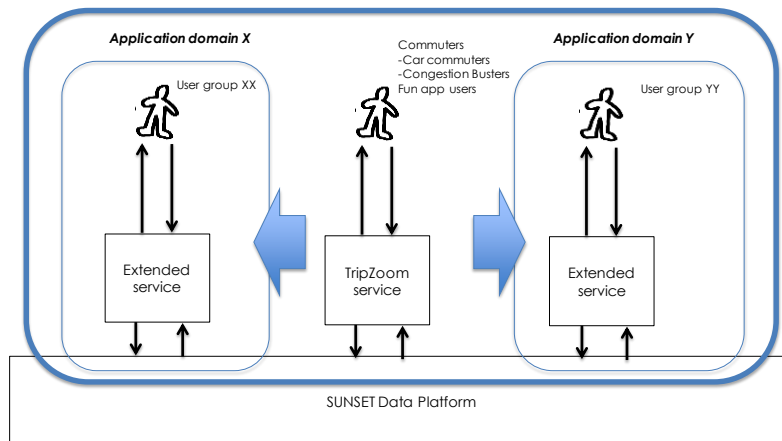 Application domain X
Commuters
-Car commuters
-Congestion Busters
Fun app users
Application domain Y
User group XX
User group YY
Extended
service
TripZoom
service
Extended
service
SUNSET Data Platform